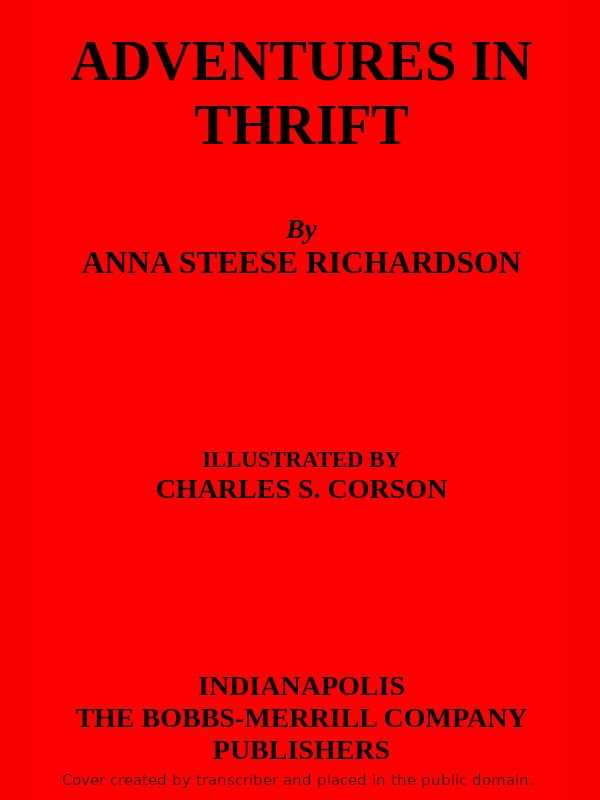 ADVENTURES IN
THRIFT
By
ANNA STEESE RICHARDSON
ILLUSTRATED BY
CHARLES S. CORSON
INDIANAPOLIS
THE BOBBS-MERRILL COMPANY
PUBLISHERS
Cover created by transcriber and placed in the public domain.